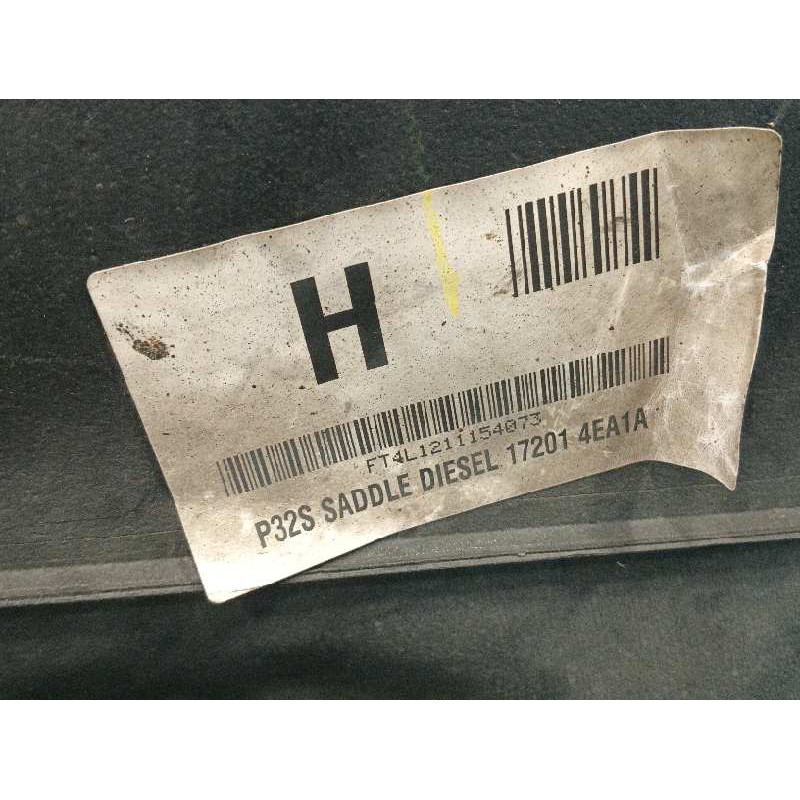 H
FT4L1211154073
P32S SADDLE DIESEL 17201 4EA1A